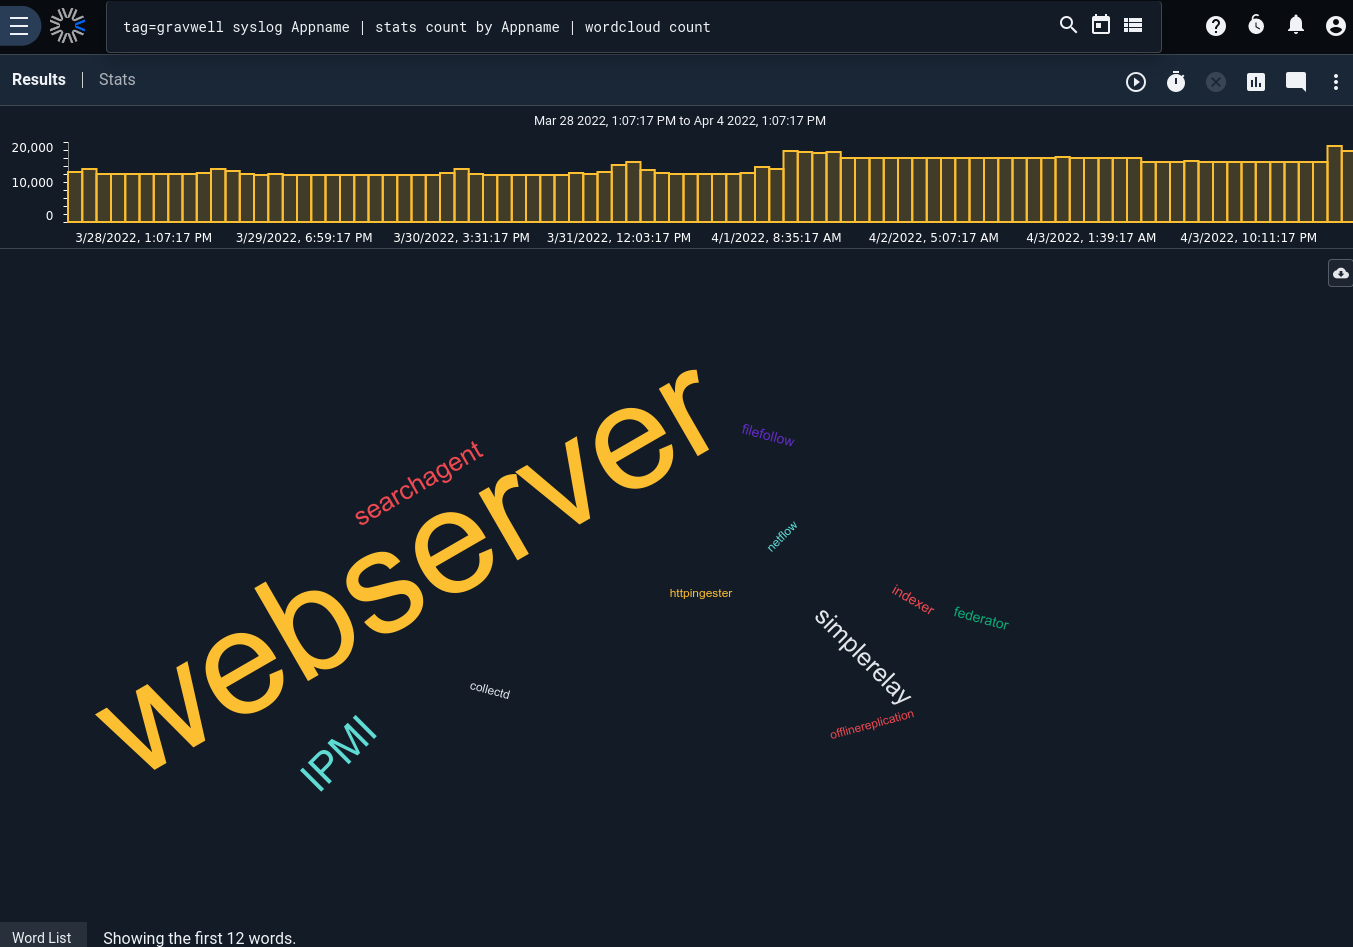 tag=gravwell syslog Appname | stats count by Appname | wordcloud count
Results | Stats
Mar 28 2022, 1:07:17 PM to Apr 4 2022, 1:07:17 PM
20,000
10,000
0
3/28/2022, 1:07:17 PM 3/29/2022, 6:59:17 PM 3/30/2022, 3:31:17 PM 3/31/2022, 12:03:17 PM 4/1/2022, 8:35:17 AM 4/2/2022, 5:07:17 AM 4/3/2022, 1:39:17 AM 4/3/2022, 10:11:17 PM
webserver
searchagent
filefollow
netflow
httpingester
indexer
federator
simplerelay
collectd
offlinereplication
IPMI
Word List Showing the first 12 words.